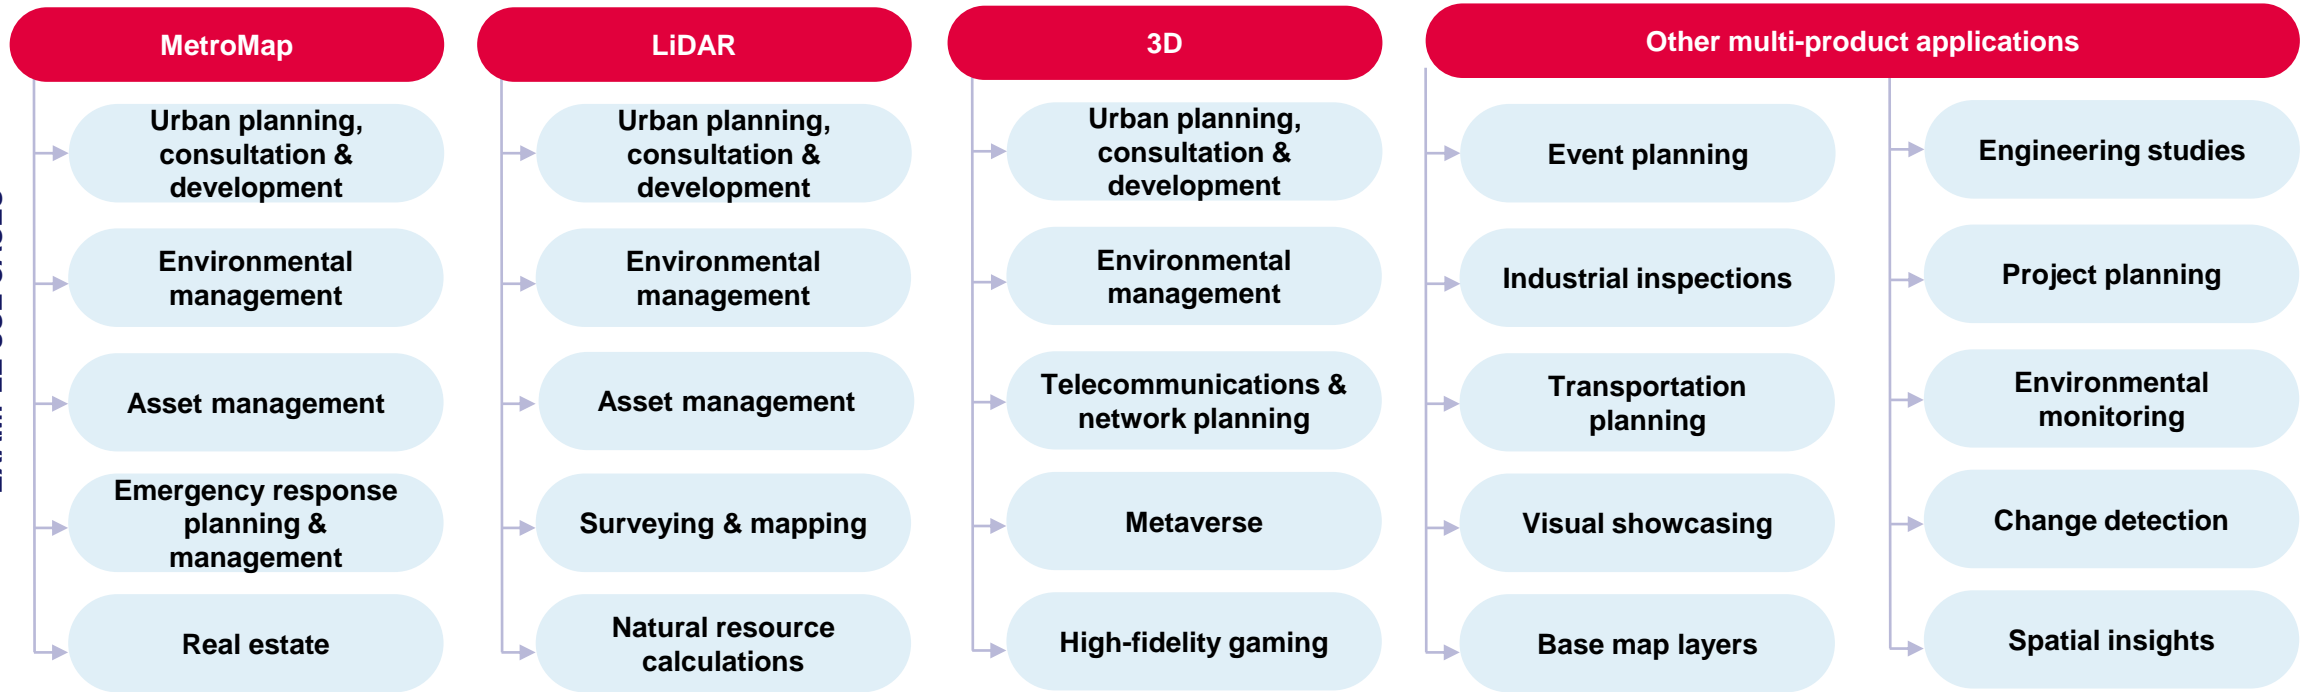 MetroMap
Urban planning,
consultation &
development
Environmental
management
Asset management
Emergency response
planning &
management
Real estate
LiDAR
Urban planning,
consultation &
development
Environmental
management
Asset management
Surveying & mapping
Natural resource
calculations
3D
Urban planning,
consultation &
development
Environmental
management
Telecommunications &
network planning
Metaverse
High-fidelity gaming
Other multi-product applications
Event planning
Industrial inspections
Transportation
planning
Visual showcasing
Base map layers
Engineering studies
Project planning
Environmental
monitoring
Change detection
Spatial insights